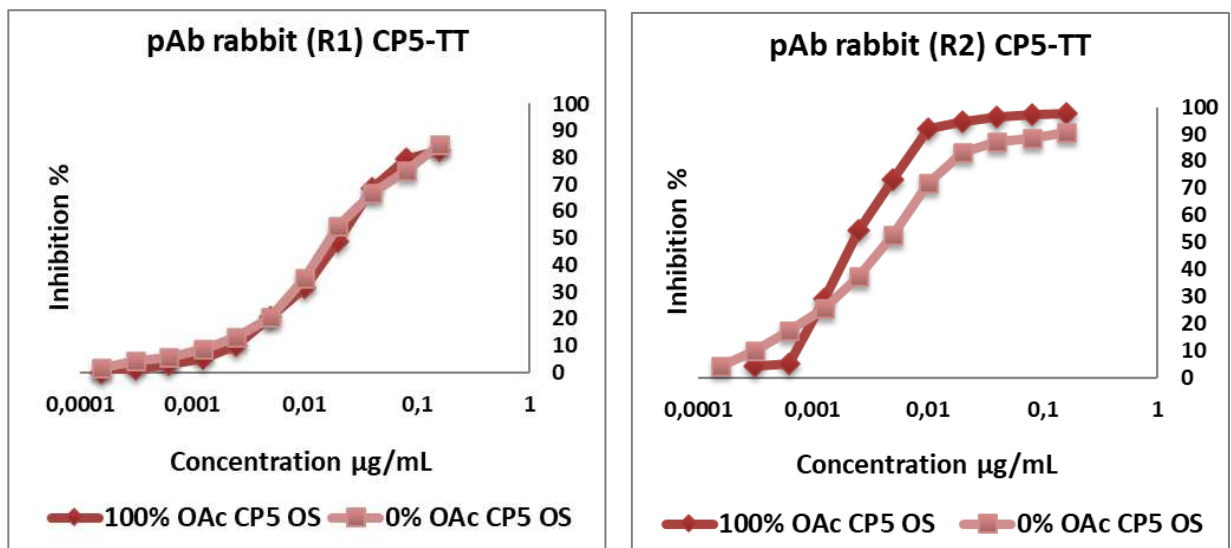 pAb rabbit (R1) CP5-TT
100
90
80
70
60
50
40
30
20
10
0
Inhibition %
0,0001 0,001 0,01 0,1 1
Concentration µg/mL
100% OAc CP5 OS 0% OAc CP5 OS
pAb rabbit (R2) CP5-TT
100
90
80
70
60
50
40
30
20
10
0
Inhibition %
0,0001 0,001 0,01 0,1 1
Concentration µg/mL
100% OAc CP5 OS 0% OAc CP5 OS